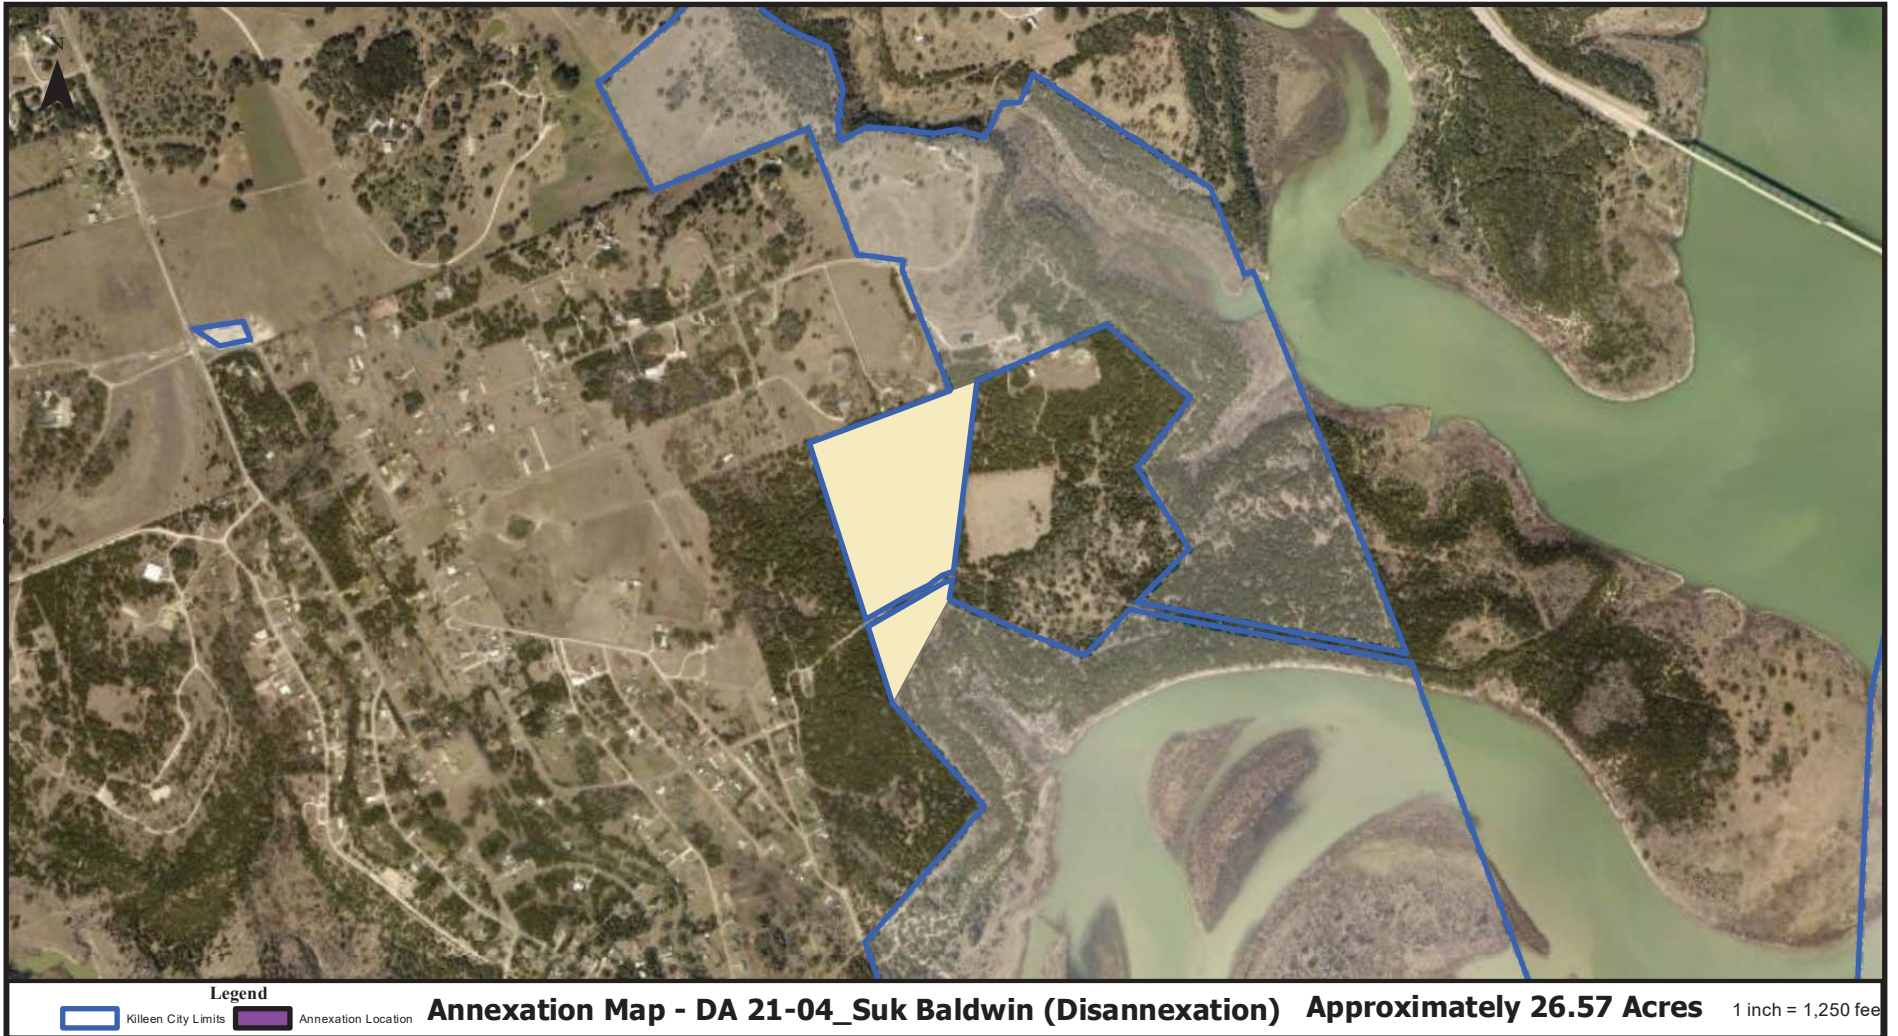 N
Legend
Killeen City Limits
Annexation Location
Annexation Map - DA 21-04_Suk Baldwin (Disannexation)
Approximately 26.57 Acres
1 inch = 1,250 fee